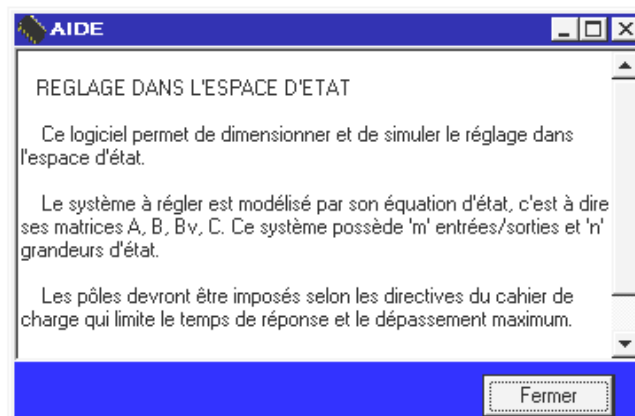 AIDE
REGLAGE DANS L'ESPACE D'ETAT
Ce logiciel permet de dimensionner et de simuler le réglage dans
l'espace d'état.
Le système à régler est modélisé par son équation d'état, c'est à dire
ses matrices A, B, Bv, C. Ce système possède 'm' entrées/sorties et 'n'
grandeurs d'état.
Les pôles devront être imposés selon les directives du cahier de
charge qui limite le temps de réponse et le dépassement maximum.
Fermer